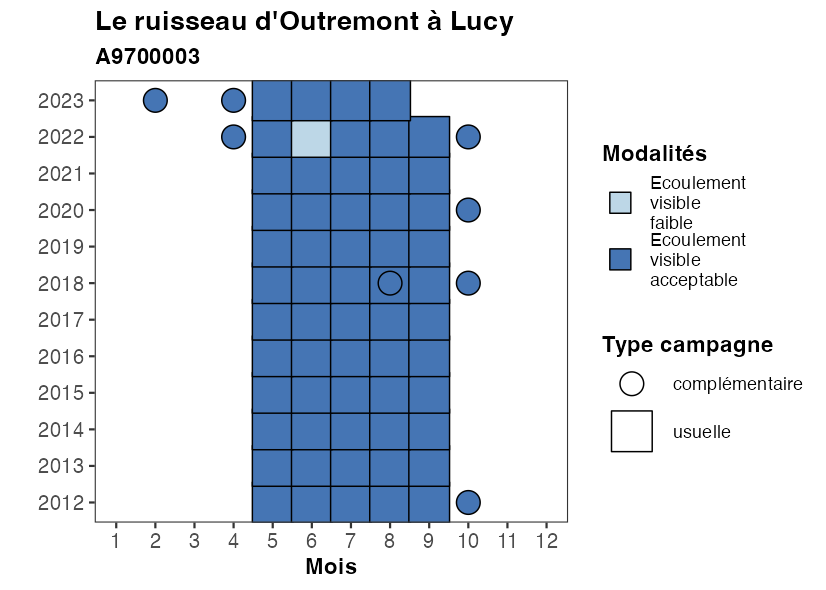 Le ruisseau d'Outremont à Lucy
A9700003
2023
2022
2021
2020
2019
2018
2017
2016
2015
2014
2013
2012
1 2 3 4 5 6 7 8 9 10 11 12
Mois
Modalités
Ecoulement
visible
faible
Ecoulement
visible
acceptable
Type campagne
complémentaire
usuelle